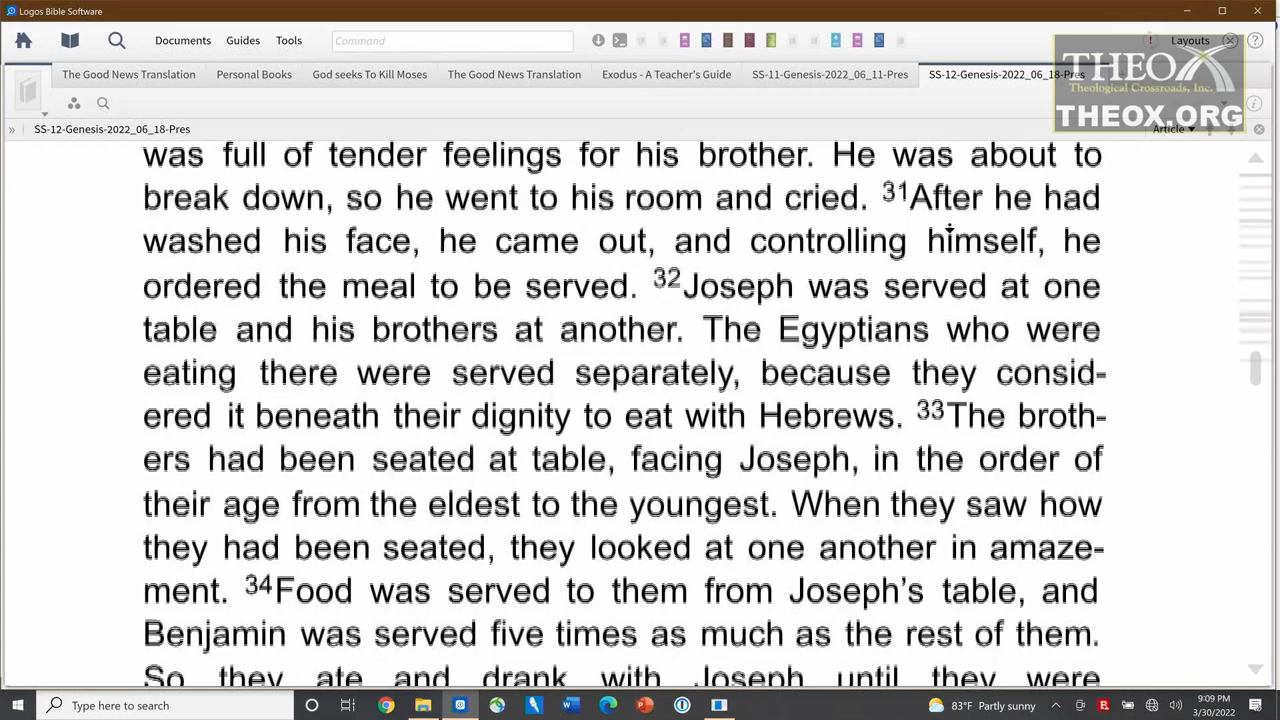 Logos Bible Software
Documents Guides Tools Command Layouts
The Good News Translation Personal Books God seeks To Kill Moses The Good News Translation Exodus - A Teacher's Guide SS-11-Genesis-2022_06_11-Pres SS-12-Genesis-2022_06_18-Pres
THEOX
Theological Crossroads, Inc.
THEOX.ORG
SS-12-Genesis-2022_06_18-Pres Article
was full of tender feelings for his brother. He was about to
break down, so he went to his room and cried. 31After he had
washed his face, he came out, and controlling himself, he
ordered the meal to be served. 32Joseph was served at one
table and his brothers at another. The Egyptians who were
eating there were served separately, because they consid-
ered it beneath their dignity to eat with Hebrews. 33The broth-
ers had been seated at table, facing Joseph, in the order of
their age from the eldest to the youngest. When they saw how
they had been seated, they looked at one another in amaze-
ment. 34Food was served to them from Joseph’s table, and
Benjamin was served five times as much as the rest of them.
So they ate and drank with Joseph until they were
Type here to search 83°F Partly sunny 9:09 PM
3/30/2022